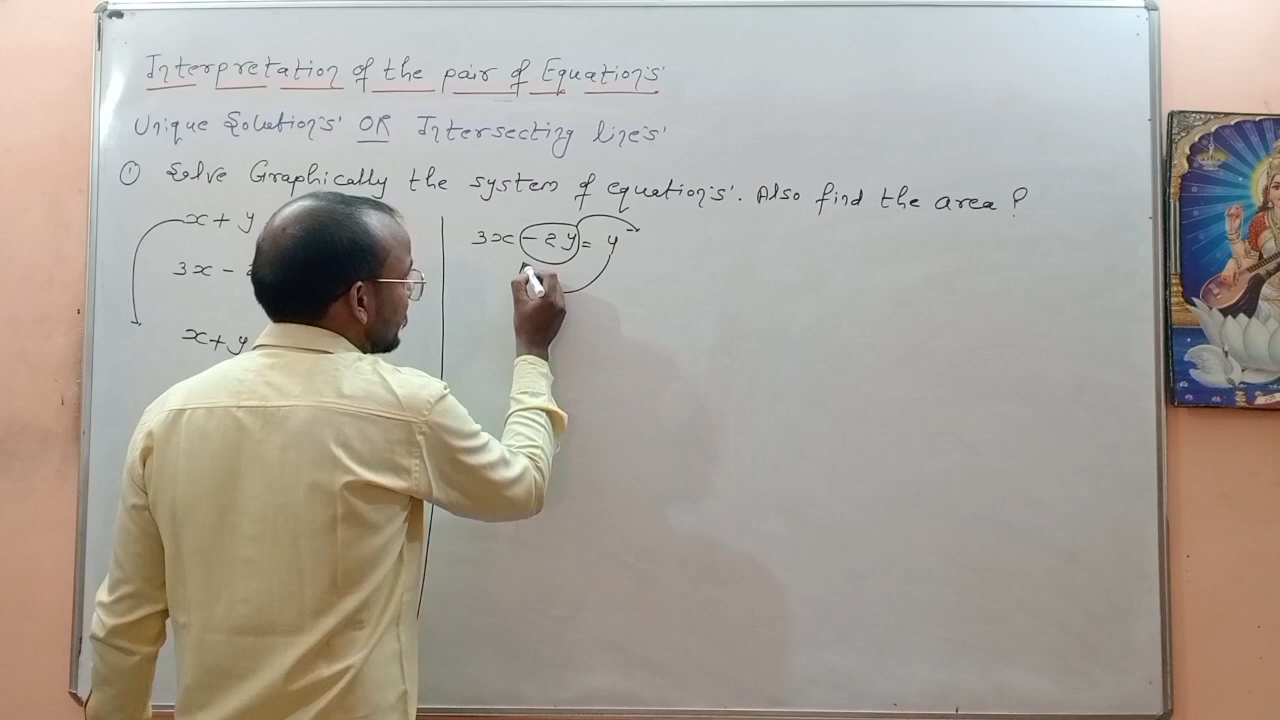 Interpretation of the pair of Equation's'
Unique Solution's' OR Intersecting line's'
① Solve Graphically the system of equation's'. Also find the area?
x + y
3x -
x + y
3x - 2y = 4